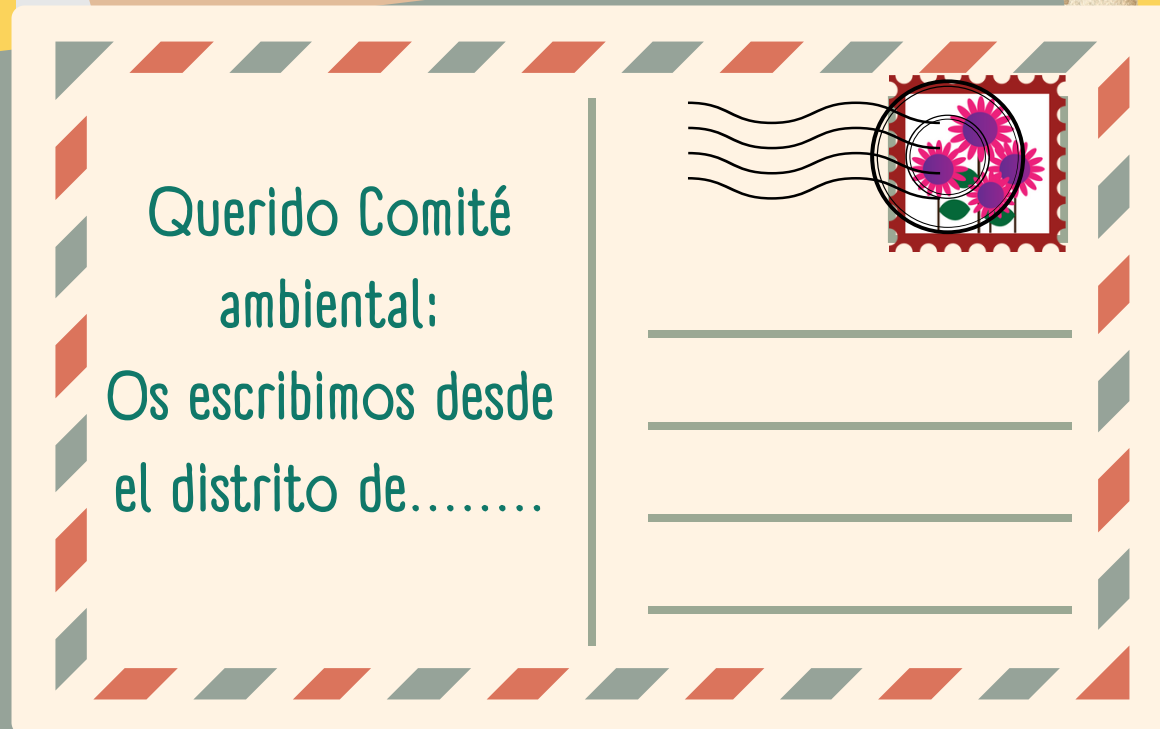 Querido Comité
ambiental:
Os escribimos desde
el distrito de........